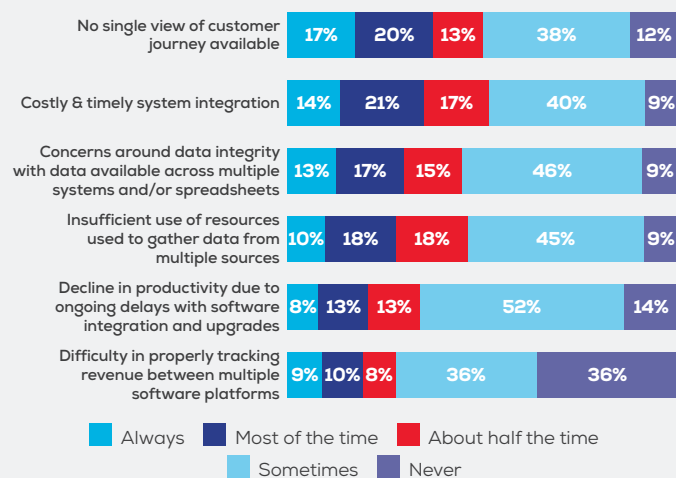 No single view of customer
journey available
17% 20% 13% 38% 12%
Costly & timely system integration
14% 21% 17% 40% 9%
Concerns around data integrity
with data available across multiple
systems and/or spreadsheets
13% 17% 15% 46% 9%
Insufficient use of resources
used to gather data from
multiple sources
10% 18% 18% 45% 9%
Decline in productivity due to
ongoing delays with software
integration and upgrades
8% 13% 13% 52% 14%
Difficulty in properly tracking
revenue between multiple
software platforms
9% 10% 8% 36% 36%
Always Most of the time About half the time
Sometimes Never